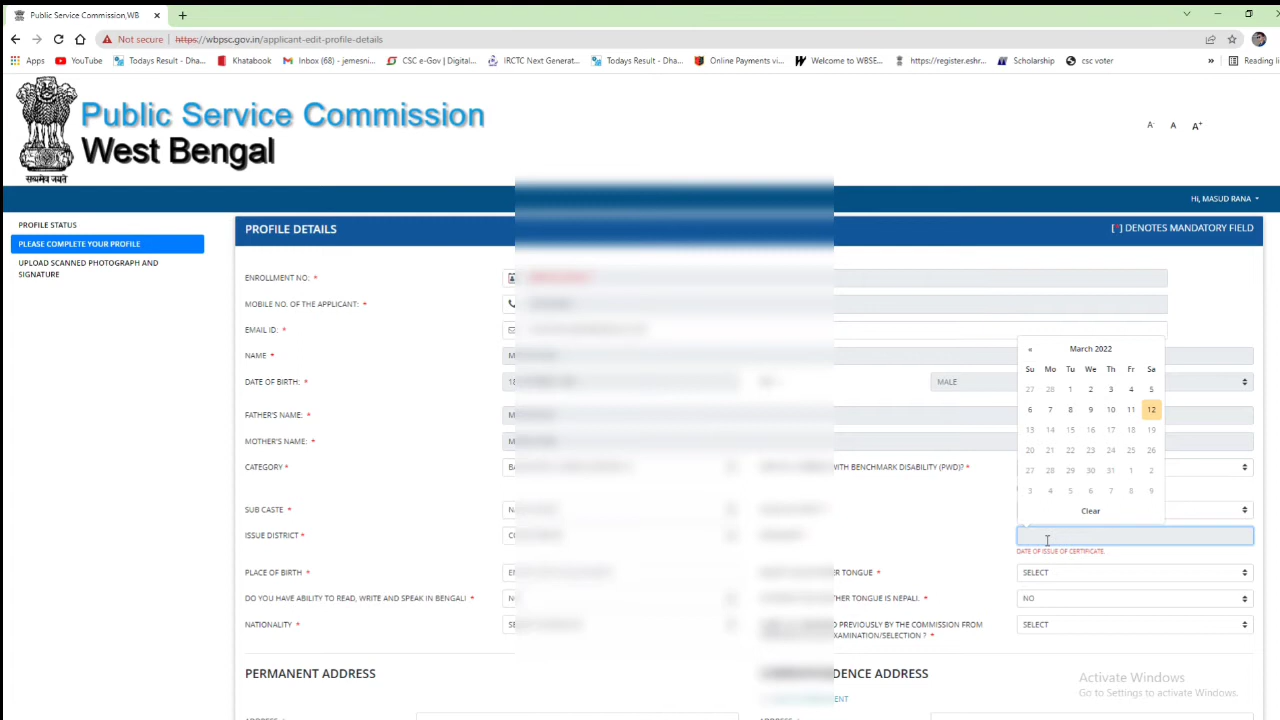 Public Service Commission,WB
Not secure
https://wbpsc.gov.in/applicant-edit-profile-details
Apps
YouTube
Todays Result - Dha...
Khatabook
Inbox (68) - jemesni...
CSC e-Gov | Digital...
IRCTC Next Generat...
Todays Result - Dha...
Online Payments vi...
Welcome to WBSE...
https://register.eshr...
Scholarship
csc voter
»
Reading li
Public Service Commission
West Bengal
सत्यमेव जयते
A- A A+
Hi, MASUD RANA
PROFILE STATUS
PLEASE COMPLETE YOUR PROFILE
UPLOAD SCANNED PHOTOGRAPH AND
SIGNATURE
PROFILE DETAILS
[*] DENOTES MANDATORY FIELD
ENROLLMENT NO: *
MOBILE NO. OF THE APPLICANT: *
EMAIL ID: *
NAME *
DATE OF BIRTH: *
MALE
FATHER'S NAME: *
MOTHER'S NAME: *
CATEGORY *
WITH BENCHMARK DISABILITY (PWD)? *
SUB CASTE *
ISSUE DISTRICT *
« March 2022
Su Mo Tu We Th Fr Sa
27 28 1 2 3 4 5
6 7 8 9 10 11 12
13 14 15 16 17 18 19
20 21 22 23 24 25 26
27 28 29 30 31 1 2
3 4 5 6 7 8 9
Clear
DATE OF ISSUE OF CERTIFICATE.
PLACE OF BIRTH *
TONGUE *
SELECT
DO YOU HAVE ABILITY TO READ, WRITE AND SPEAK IN BENGALI *
TONGUE IS NEPALI. *
NO
NATIONALITY *
PREVIOUSLY BY THE COMMISSION FROM
? *
SELECT
PERMANENT ADDRESS
ADDRESS
Activate Windows
Go to Settings to activate Windows.